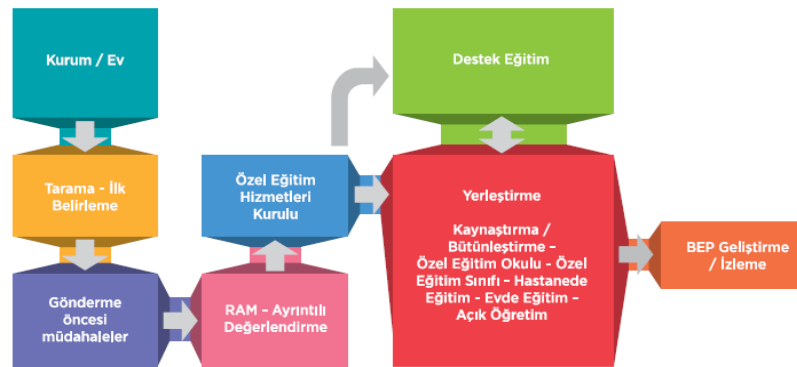 Kurum / Ev
Tarama - İlk
Belirleme
Gönderme
öncesi
müdahaleler
RAM – Ayrıntılı
Değerlendirme
Özel Eğitim
Hizmetleri
Kurulu
Destek Eğitim
Yerleştirme
Kaynaştırma /
Bütünleştirme –
Özel Eğitim Okulu - Özel
Eğitim Sınıfı – Hastanede
Eğitim - Evde Eğitim –
Açık Öğretim
BEP Geliştirme
/ İzleme